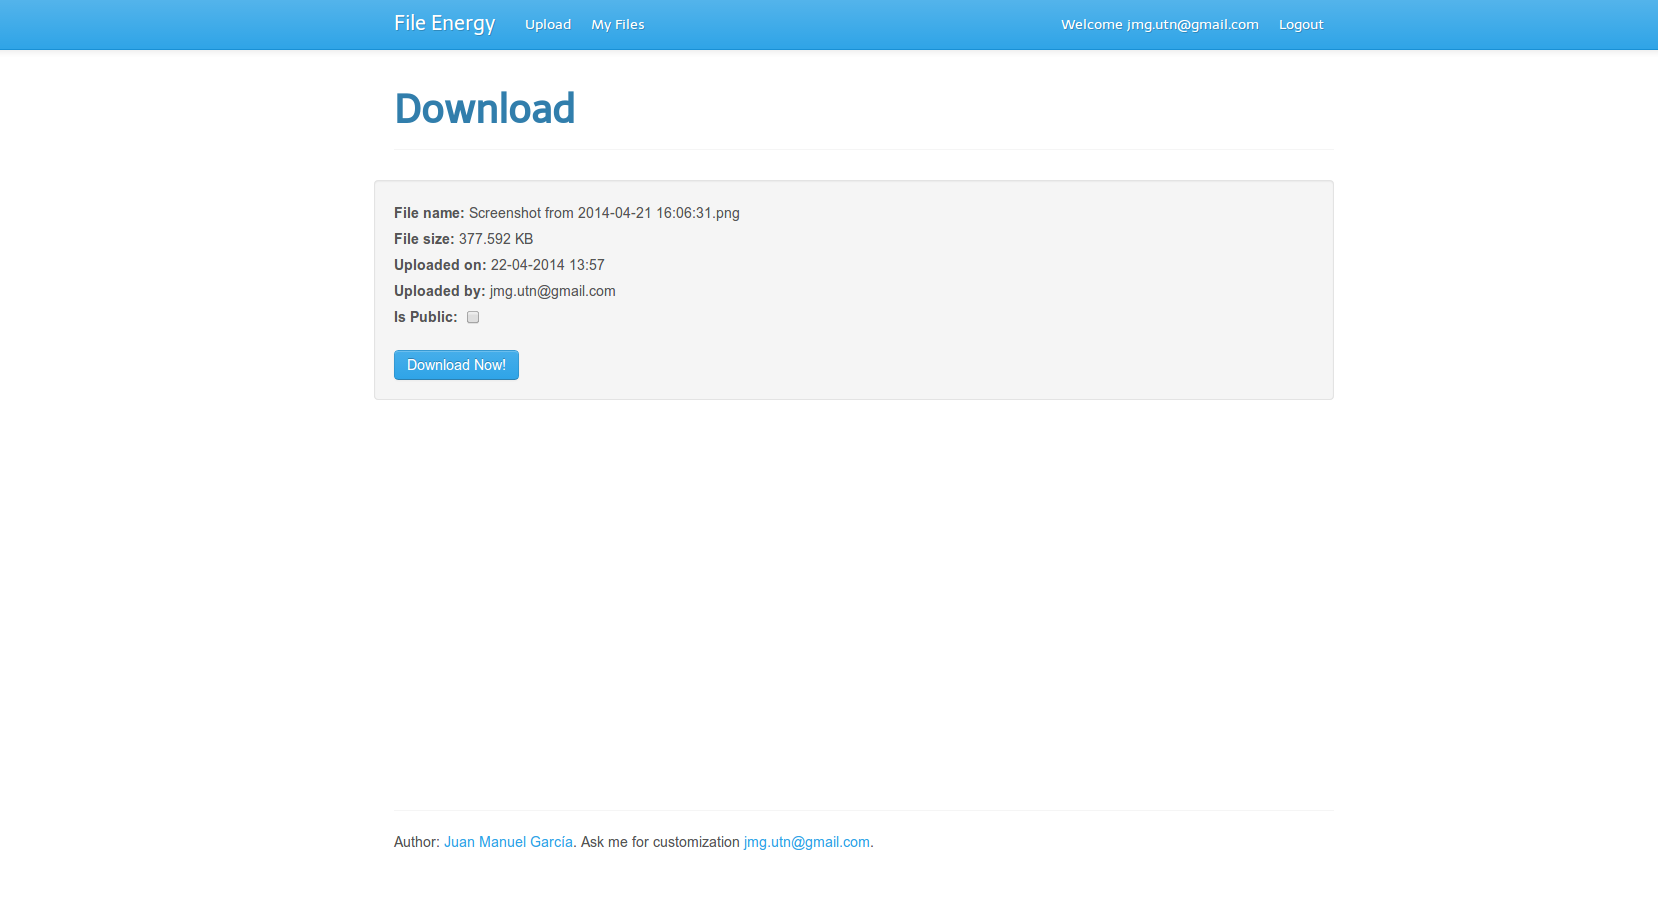 File Energy Upload My Files Welcome jmg.utn@gmail.com Logout
Download
File name: Screenshot from 2014-04-21 16:06:31.png
File size: 377.592 KB
Uploaded on: 22-04-2014 13:57
Uploaded by: jmg.utn@gmail.com
Is Public:
Download Now!
Author: Juan Manuel García. Ask me for customization jmg.utn@gmail.com.